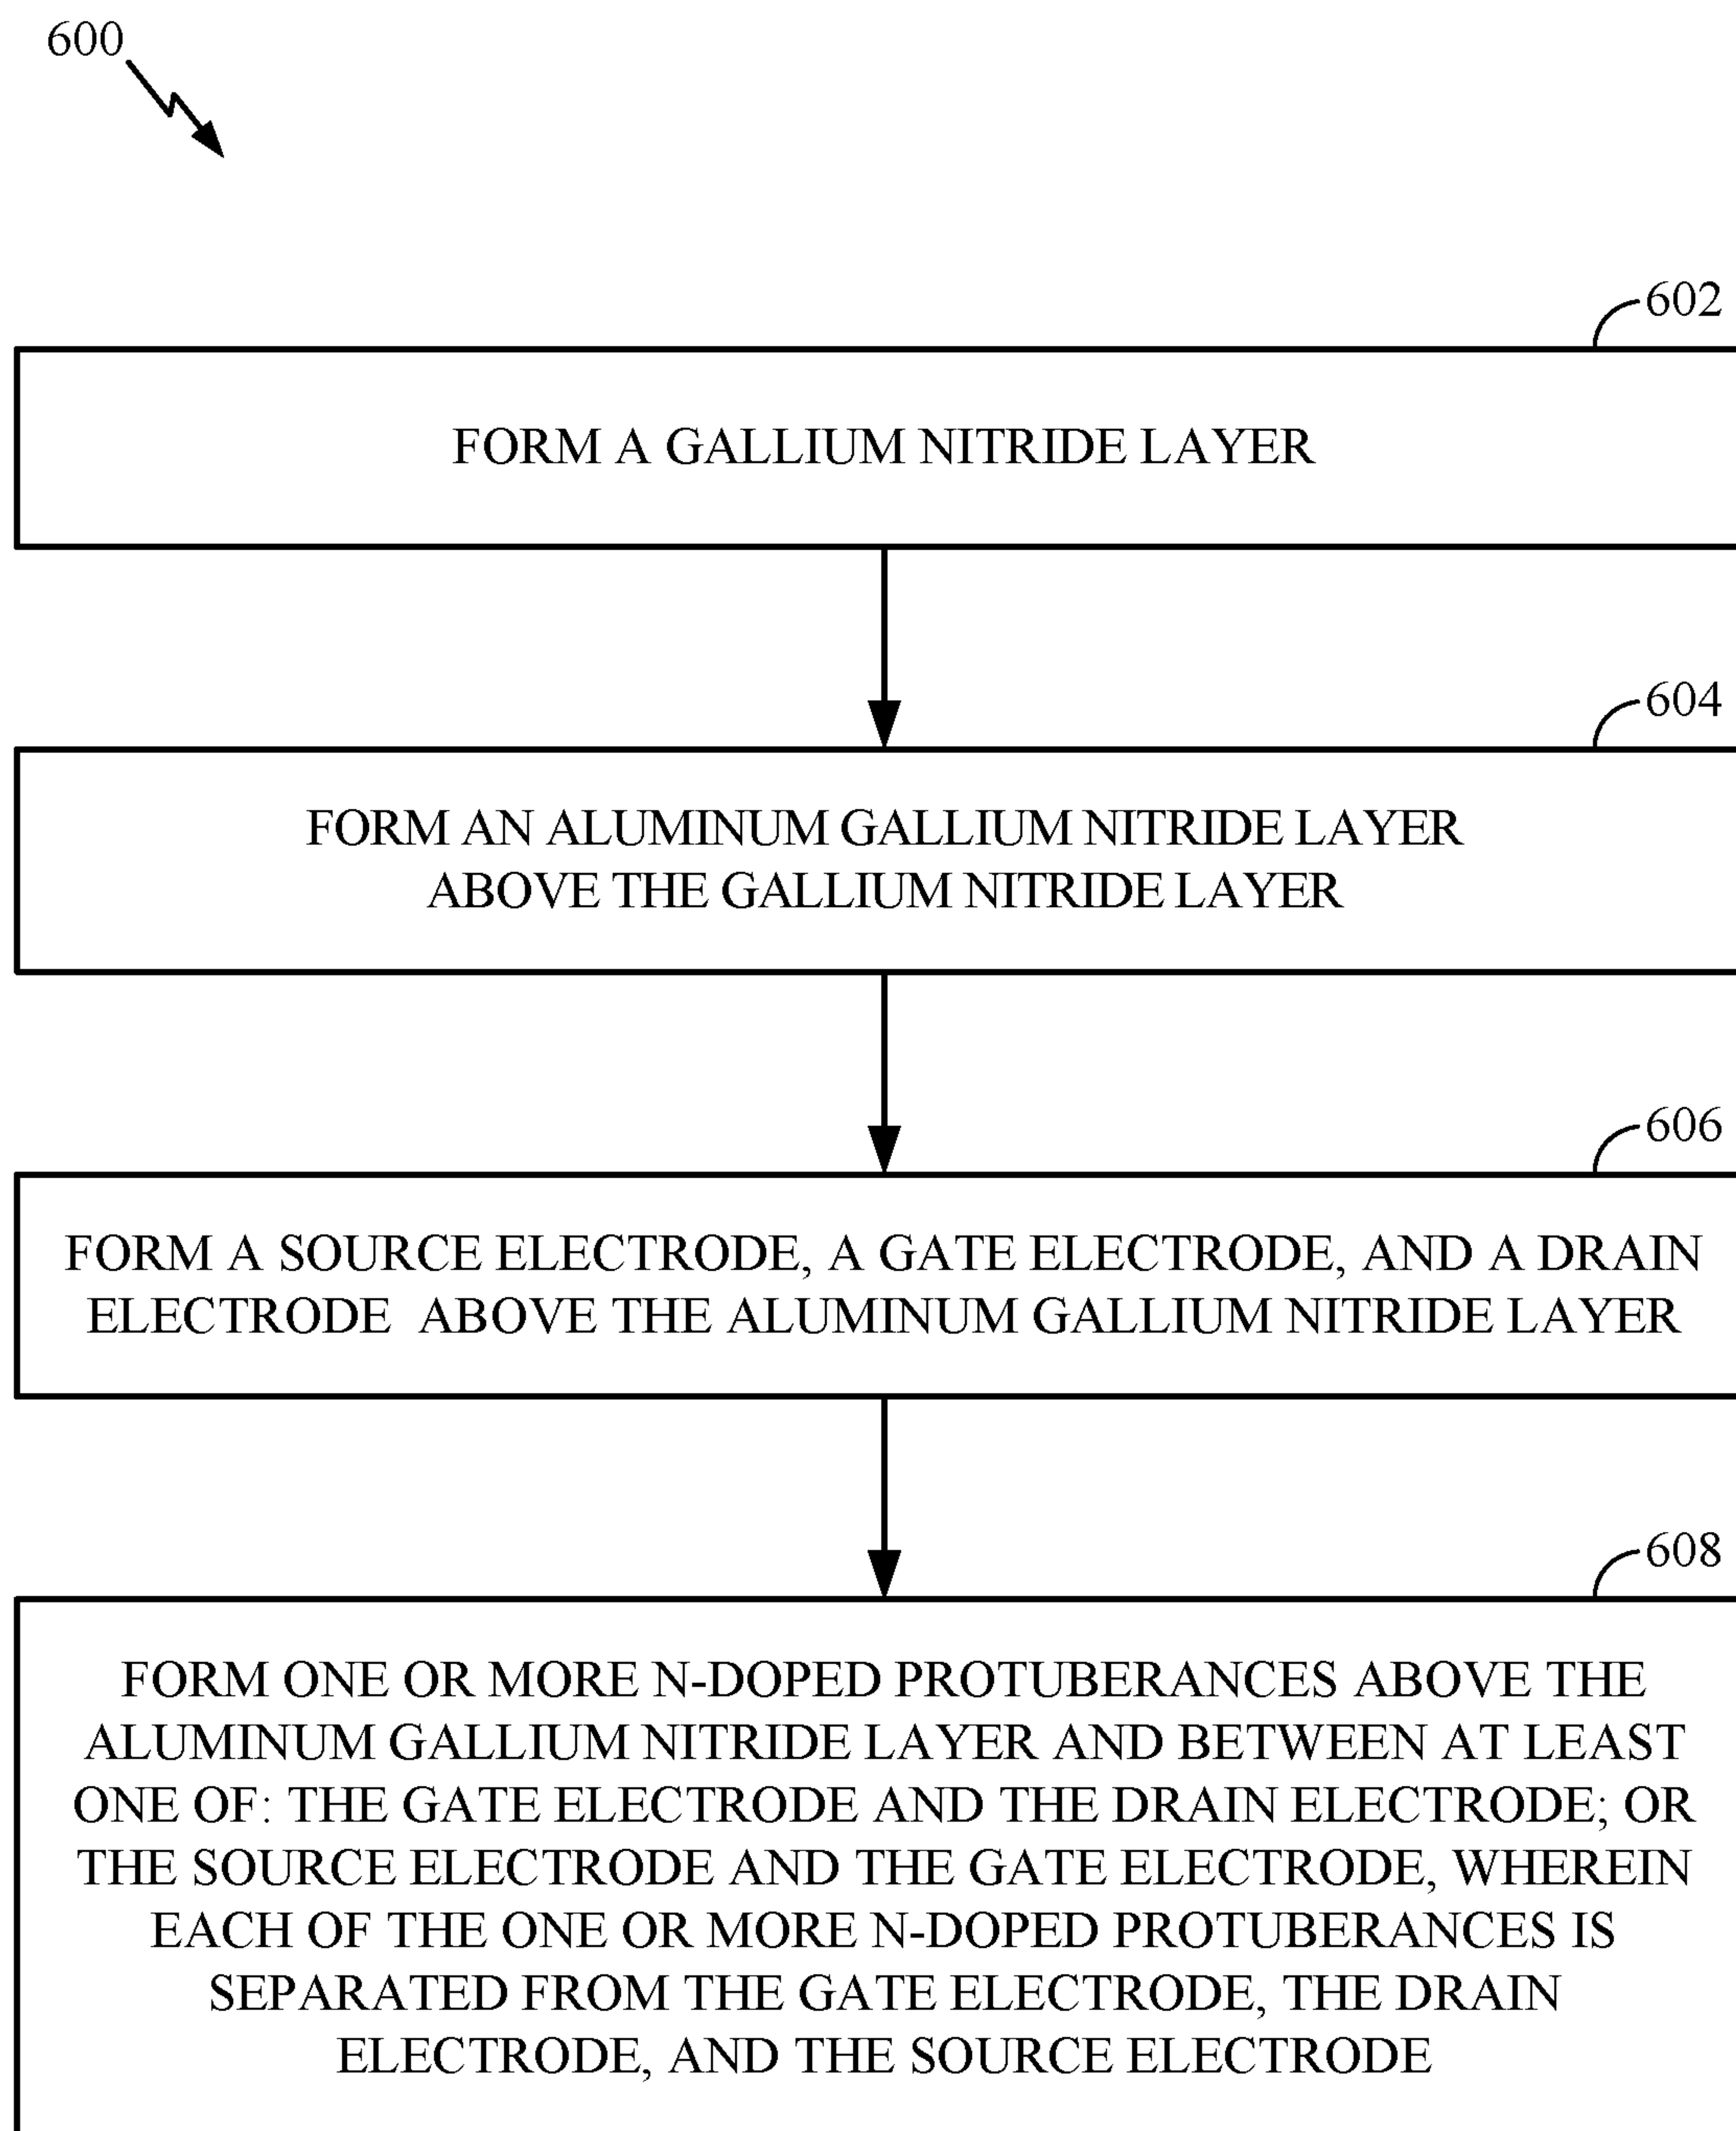 600
602
FORM A GALLIUM NITRIDE LAYER
604
FORM AN ALUMINUM GALLIUM NITRIDE LAYER
ABOVE THE GALLIUM NITRIDE LAYER
606
FORM A SOURCE ELECTRODE, A GATE ELECTRODE, AND A DRAIN
ELECTRODE ABOVE THE ALUMINUM GALLIUM NITRIDE LAYER
608
FORM ONE OR MORE N-DOPED PROTUBERANCES ABOVE THE
ALUMINUM GALLIUM NITRIDE LAYER AND BETWEEN AT LEAST
ONE OF: THE GATE ELECTRODE AND THE DRAIN ELECTRODE; OR
THE SOURCE ELECTRODE AND THE GATE ELECTRODE, WHEREIN
EACH OF THE ONE OR MORE N-DOPED PROTUBERANCES IS
SEPARATED FROM THE GATE ELECTRODE, THE DRAIN
ELECTRODE, AND THE SOURCE ELECTRODE